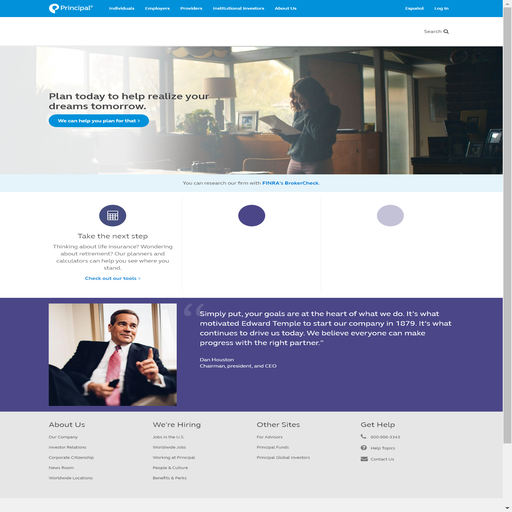 Principal®
Individuals
Employers
Providers
Institutional Investors
About Us
Español
Log In
Search
Plan today to help realize your
dreams tomorrow.
We can help you plan for that ›
You can research our firm with FINRA's BrokerCheck.
Take the next step
Thinking about life insurance? Wondering
about retirement? Our planners and
calculators can help you see where you
stand.
Check out our tools ›
“Simply put, your goals are at the heart of what we do. It's what
motivated Edward Temple to start our company in 1879. It's what
continues to drive us today. We believe everyone can make
progress with the right partner.”
Dan Houston
Chairman, president, and CEO
About Us
Our Company
Investor Relations
Corporate Citizenship
News Room
Worldwide Locations
We're Hiring
Jobs in the U.S.
Worldwide Jobs
Working at Principal
People & Culture
Benefits & Perks
Other Sites
For Advisors
Principal Funds
Principal Global Investors
Get Help
800-986-3343
Help Topics
Contact Us